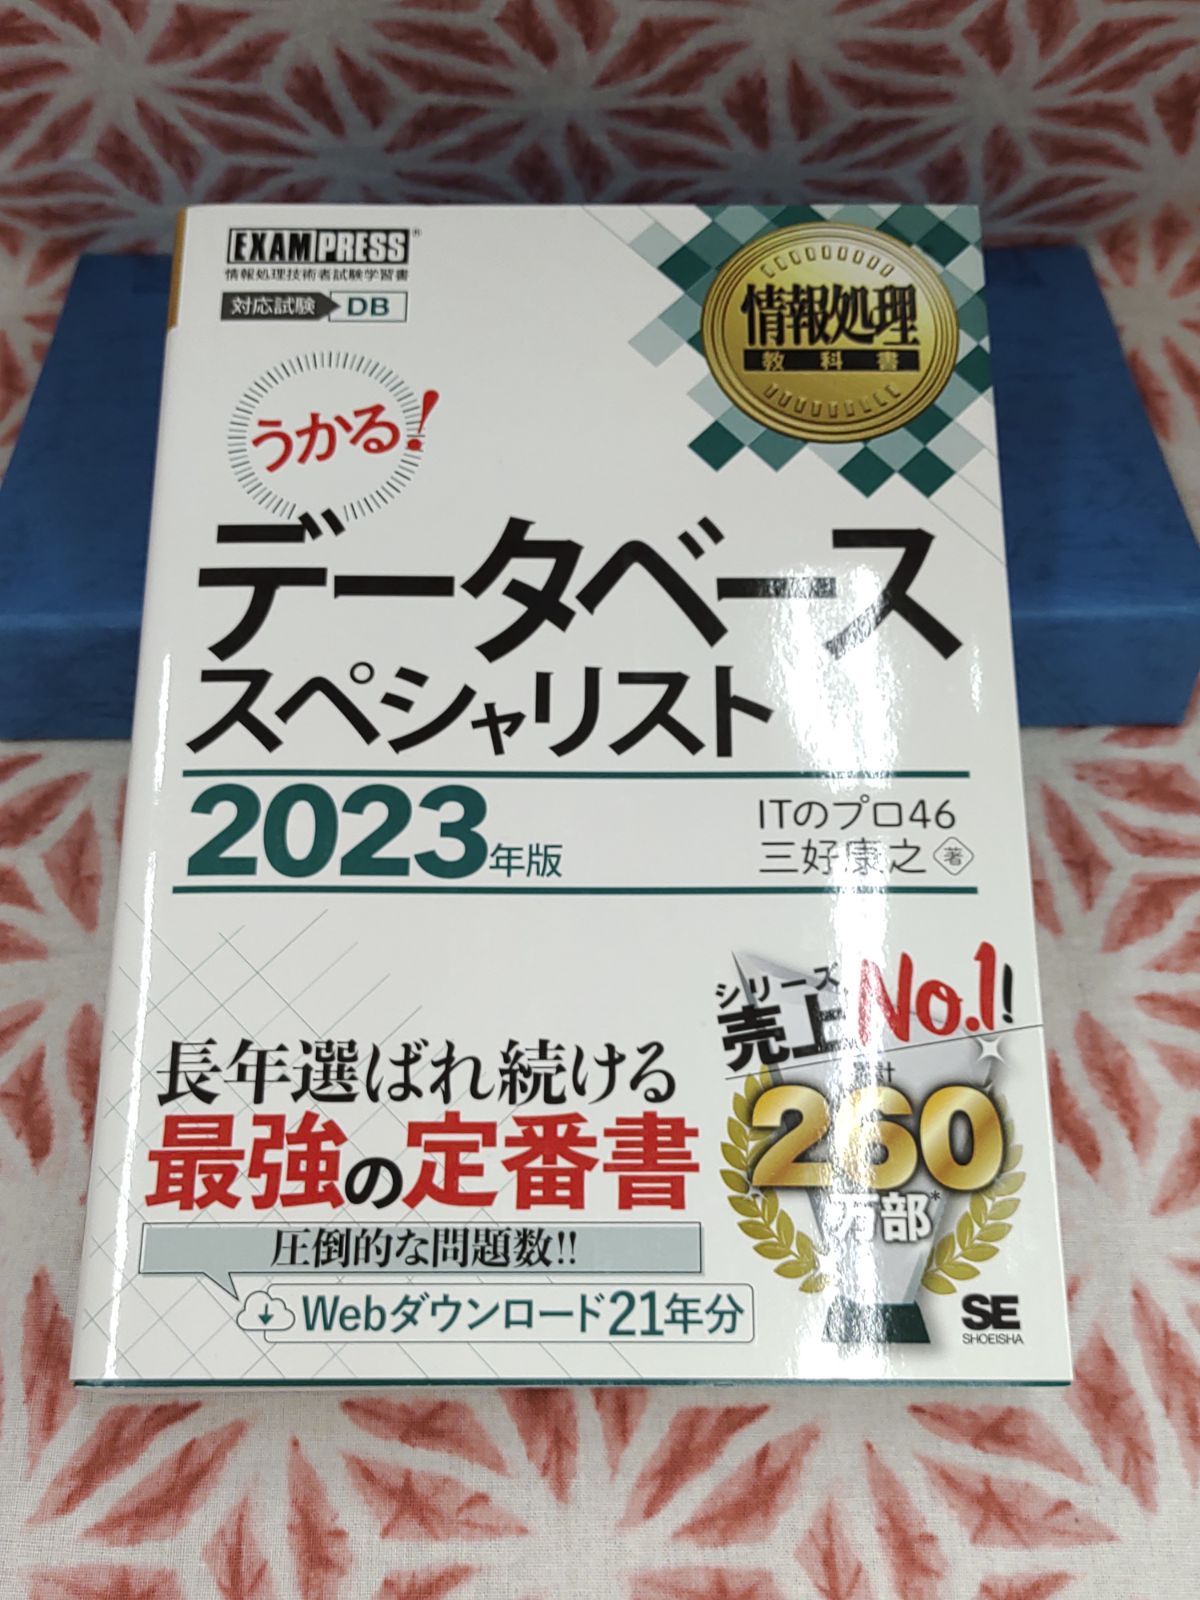 EXAMPRESS®
情報処理技術者試験学習書
対応試験 DB
情報処理
教科書
うかる!
データベース
スペシャリスト
2023年版
ITのプロ46
三好康之 著
長年選ばれ続ける
最強の定番書
圧倒的な問題数!!
Webダウンロード21年分
シリーズ
売上No.1!
累計
260
万部*
SE
SHOEISHA